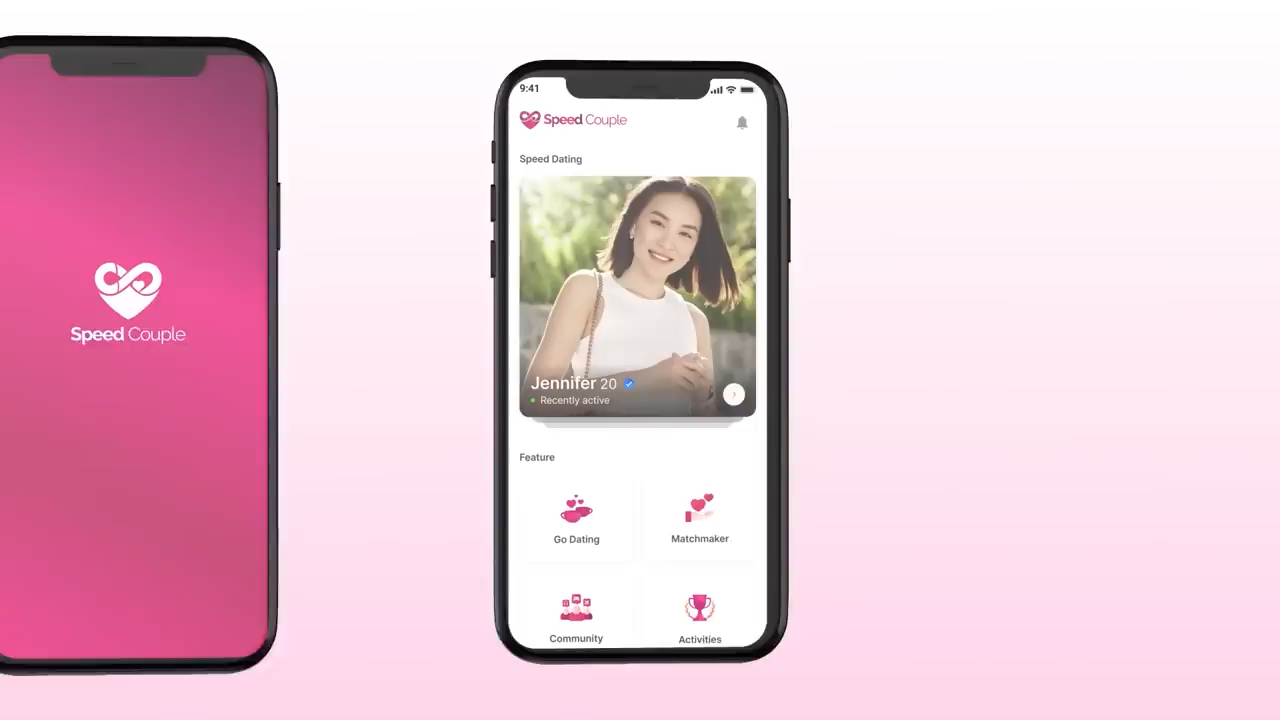 Speed Couple
9:41
Speed Couple
Speed Dating
Jennifer 20
Recently active
Feature
Go Dating
Matchmaker
Community
Activities